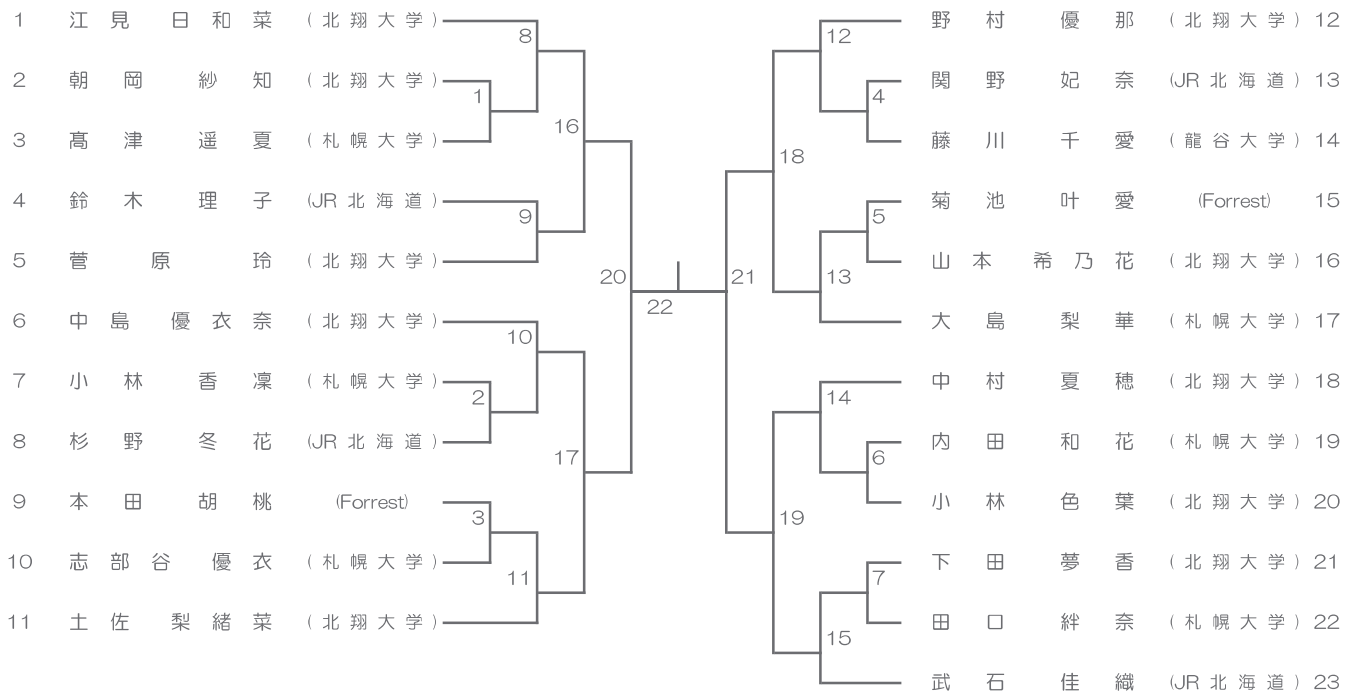 1 江見 日和菜 (北翔大学)
2 朝岡 紗知 (北翔大学)
3 髙津 遥夏 (札幌大学)
4 鈴木 理子 (JR北海道)
5 菅原 玲 (北翔大学)
6 中島 優衣奈 (北翔大学)
7 小林 香凜 (札幌大学)
8 杉野 冬花 (JR北海道)
9 本田 胡桃 (Forrest)
10 志部谷 優衣 (札幌大学)
11 土佐 梨緒菜 (北翔大学)
8
1
16
9
20
10
2
17
3
11
22
12
4
18
5
21
13
14
6
19
7
15
野村 優那 (北翔大学) 12
関野 妃奈 (JR北海道) 13
藤川 千愛 (龍谷大学) 14
菊池 叶愛 (Forrest) 15
山本 希乃花 (北翔大学) 16
大島 梨華 (札幌大学) 17
中村 夏穂 (北翔大学) 18
内田 和花 (札幌大学) 19
小林 色葉 (北翔大学) 20
下田 夢香 (北翔大学) 21
田口 絆奈 (札幌大学) 22
武石 佳織 (JR北海道) 23